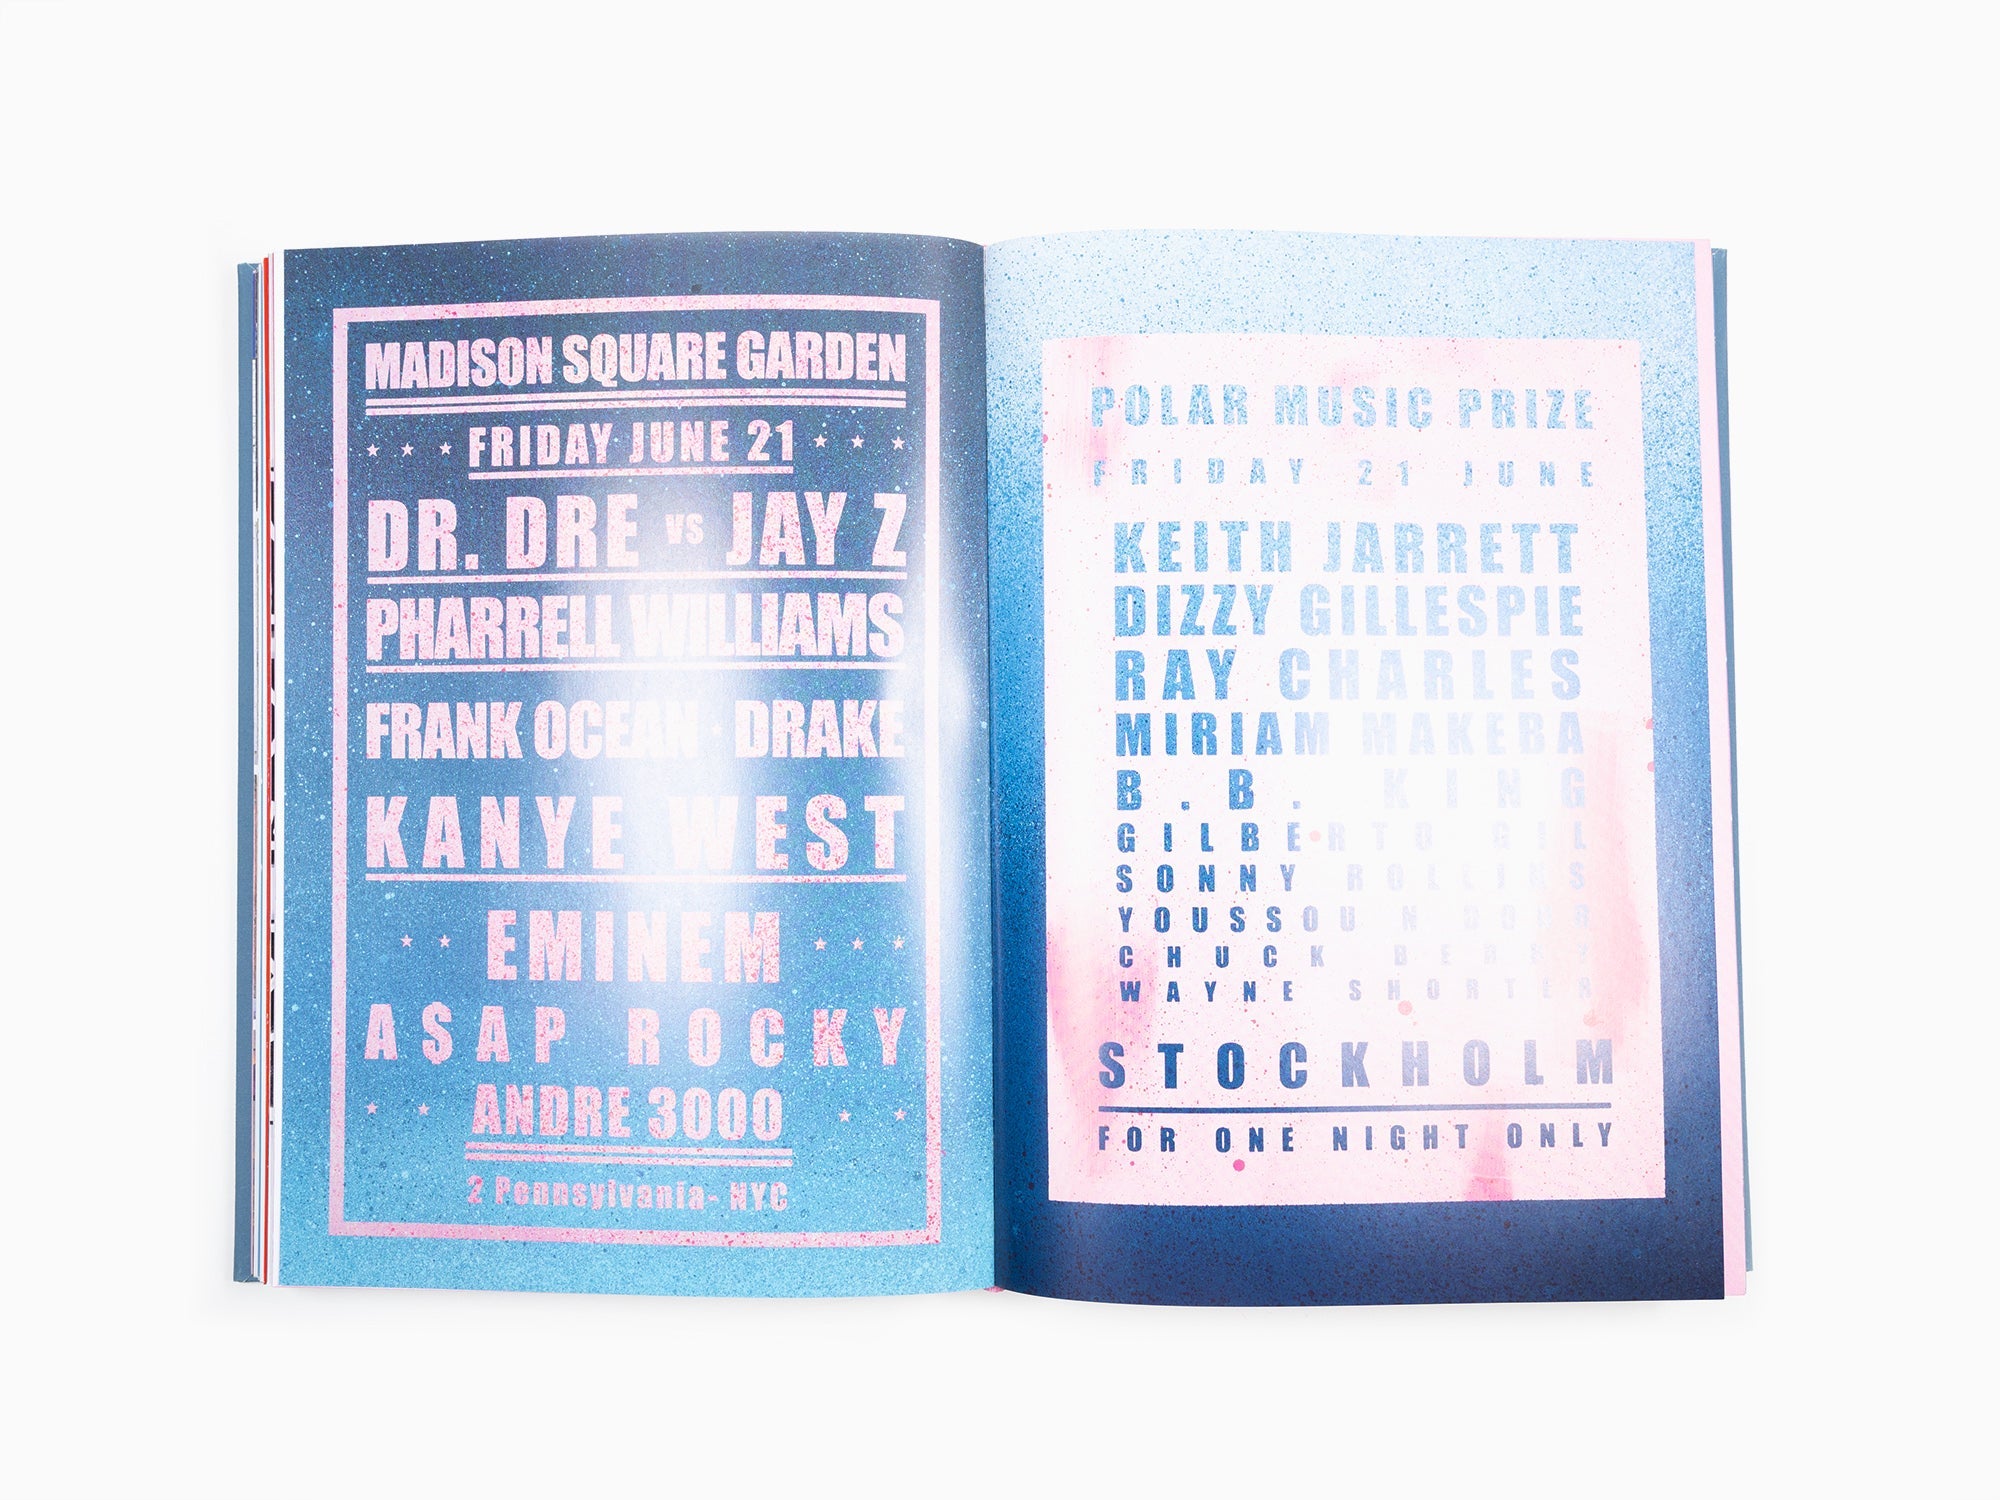 MADISON SQUARE GARDEN
FRIDAY JUNE 21
DR. DRE vs JAY Z
PHARRELL WILLIAMS
FRANK OCEAN · DRAKE
KANYE WEST
EMINEM
A$AP ROCKY
ANDRE 3000
2 Pennsylvania- NYC
POLAR MUSIC PRIZE
FRIDAY 21 JUNE
KEITH JARRETT
DIZZY GILLESPIE
RAY CHARLES
MIRIAM MAKEBA
B.B. KING
GILBERTO GIL
SONNY ROLLINS
YOUSSOU N DOUR
CHUCK BERRY
WAYNE SHORTER
STOCKHOLM
FOR ONE NIGHT ONLY